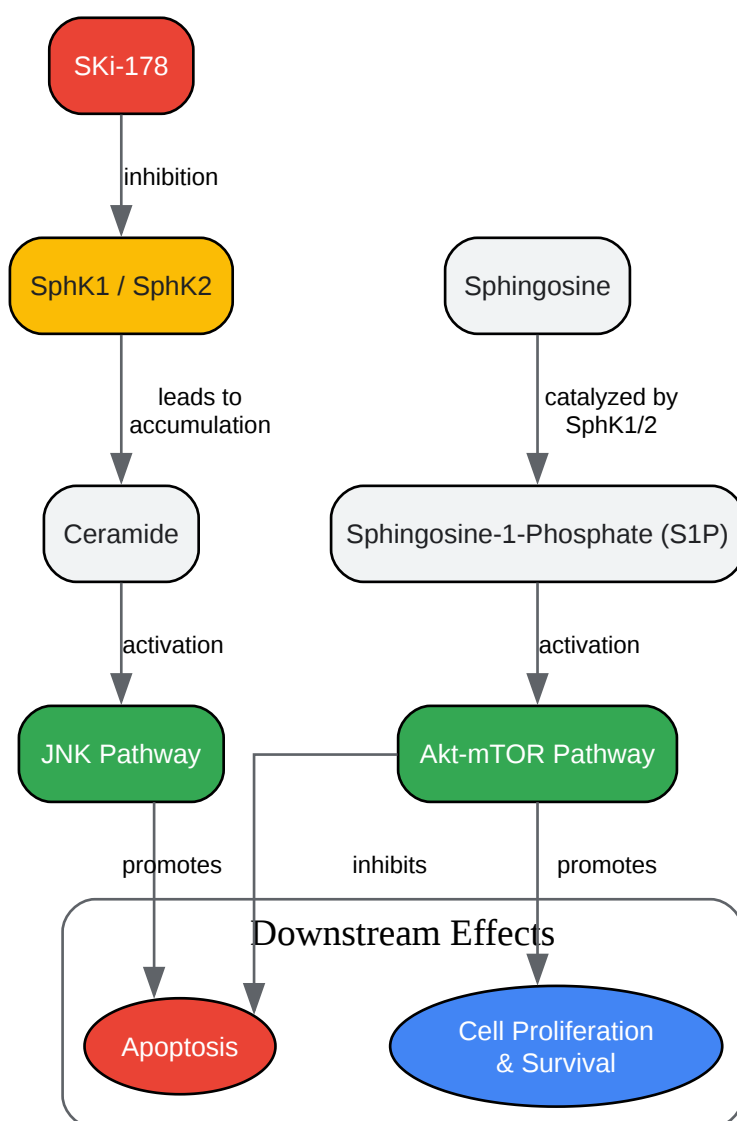 SKi-178
inhibition
SphK1 / SphK2
Sphingosine
leads to
accumulation
catalyzed by
SphK1/2
Ceramide
Sphingosine-1-Phosphate (S1P)
activation
activation
JNK Pathway
Akt-mTOR Pathway
promotes
inhibits
promotes
Downstream Effects
Apoptosis
Cell Proliferation
& Survival